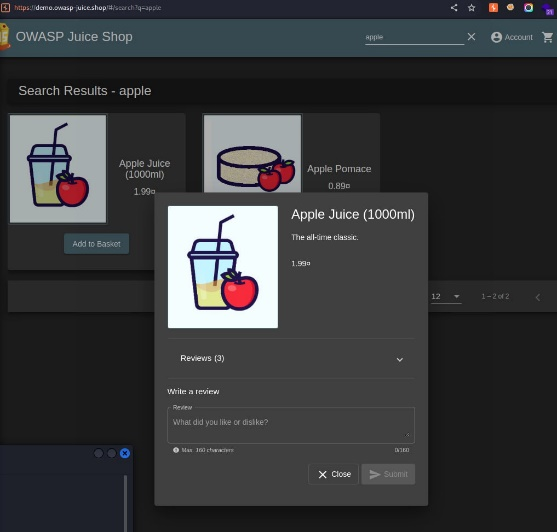 https://demo.owasp-juice.shop/#/search?q=apple
OWASP Juice Shop
apple
Account
Search Results - apple
Apple Juice
(1000ml)
1.99¤
Add to Basket
Apple Pomace
0.89¤
Apple Juice (1000ml)
The all-time classic.
1.99¤
12
1 – 2 of 2
Reviews (3)
Write a review
Review
What did you like or dislike?
Max. 160 characters
0/160
Close
Submit